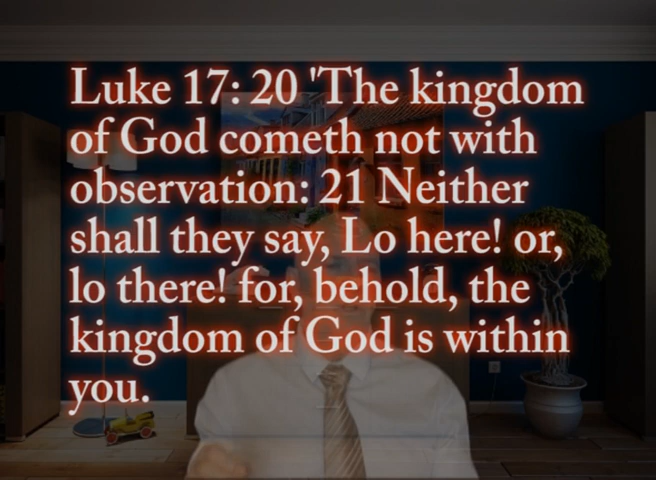 Luke 17: 20 'The kingdom
of God cometh not with
observation: 21 Neither
shall they say, Lo here! or,
lo there! for, behold, the
kingdom of God is within
you.